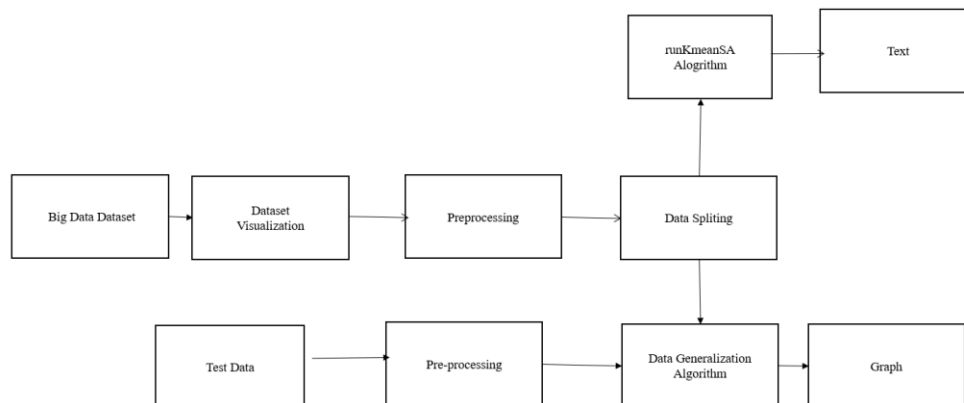 runKmeanSA
Alogrithm
Text
Big Data Dataset
Dataset
Visualization
Preprocessing
Data Spliting
Test Data
Pre-processing
Data Generalization
Algorithm
Graph